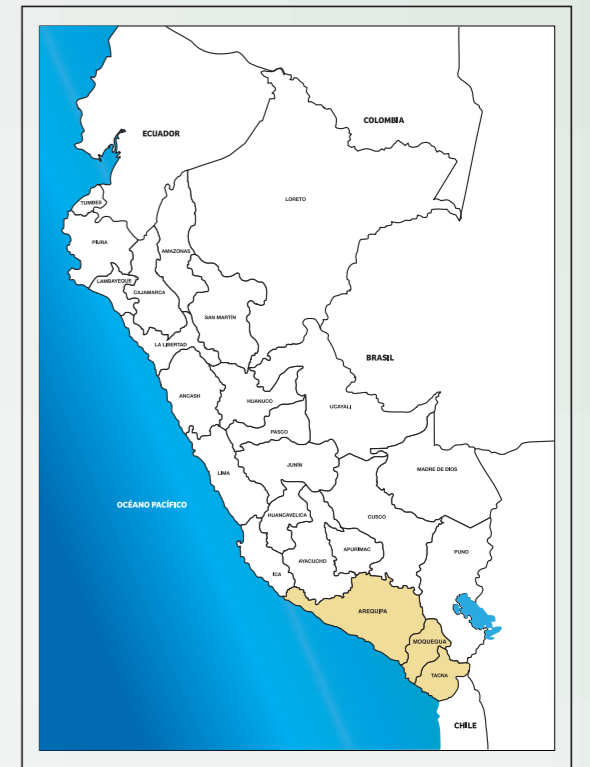 COLOMBIA
ECUADOR
LORETO
TUMBES
PIURA
AMAZONAS
LAMBAYEQUE
CAJAMARCA
SAN MARTÍN
LA LIBERTAD
BRASIL
ANCASH
HUANUCO
UCAYALI
PASCO
JUNÍN
LIMA
MADRE DE DIOS
OCÉANO PACÍFICO
HUANCAVELICA
CUSCO
APURIMAC
PUNO
AYACUCHO
ICA
AREQUIPA
MOQUEGUA
TACNA
CHILE